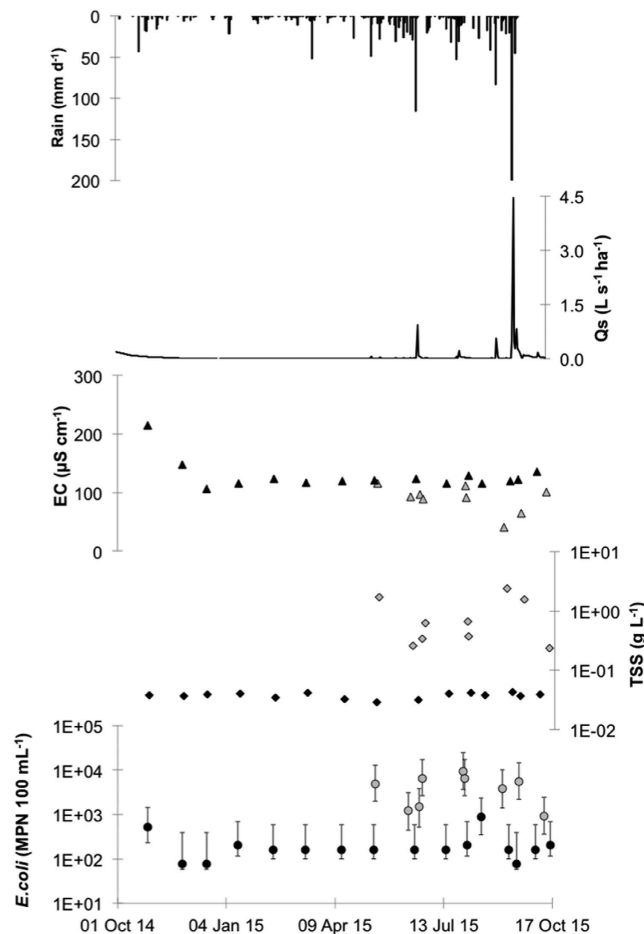 0
50
100
150
200
Rain (mm d⁻¹)
4.5
3.0
1.5
0.0
Qs (L s⁻¹ ha⁻¹)
300
200
100
0
EC (µS cm⁻¹)
1E+01
1E+00
1E-01
1E-02
TSS (g L⁻¹)
1E+05
1E+04
1E+03
1E+02
1E+01
E.coli (MPN 100 mL⁻¹)
01 Oct 14 04 Jan 15 09 Apr 15 13 Jul 15 17 Oct 15